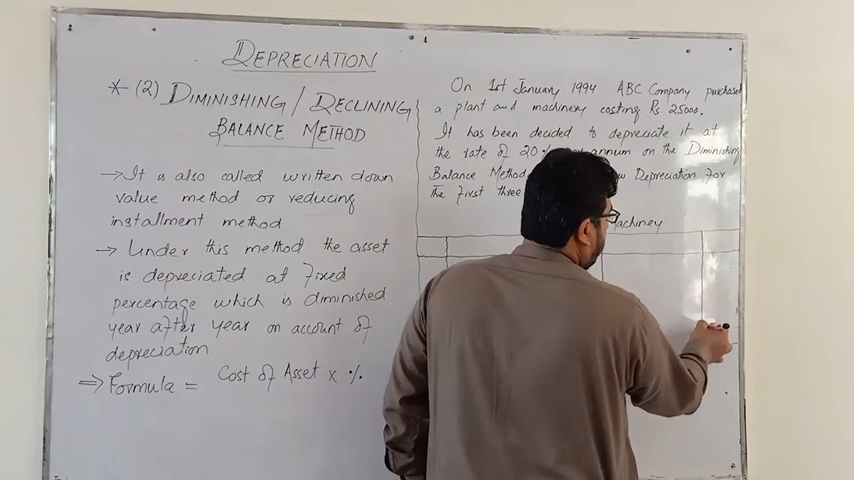 DEPRECIATION
* (2) DIMINISHING / DECLINING
BALANCE METHOD
→ It is also called written down
value method or reducing
installment method
→ Under this method the asset
is depreciated at fixed
percentage which is diminished
year after year on account of
depreciation
⇒ Formula = Cost of Asset x %
On 1st January 1994 ABC Company purchased
a plant and machinery costing Rs 25000.
It has been decided to depreciate it at
the rate of 20% annum on the Diminishing
Balance Method Depreciation for
The first three